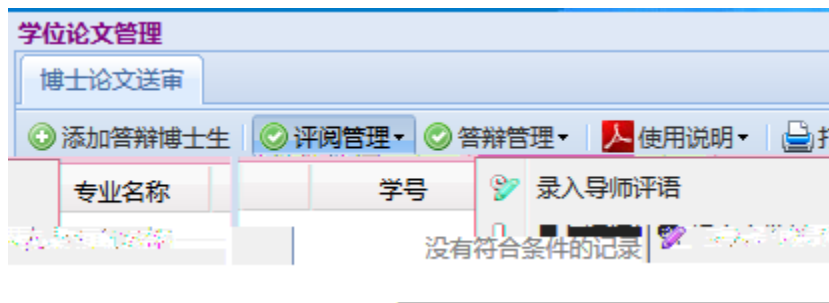 学位论文管理
博士论文送审
添加答辩博士生 评阅管理 答辩管理 使用说明
专业名称 学号 录入导师评语
没有符合条件的记录